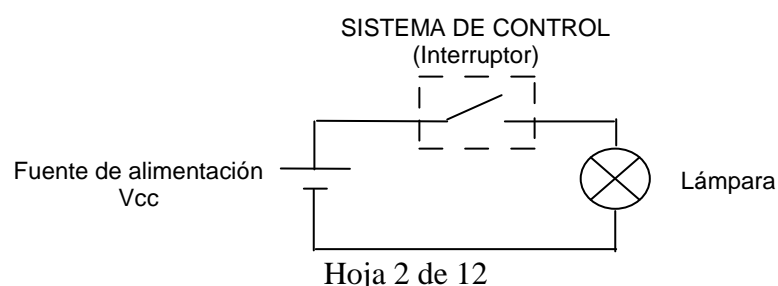 SISTEMA DE CONTROL
(Interruptor)
Fuente de alimentación
Vcc
Lámpara
Hoja 2 de 12